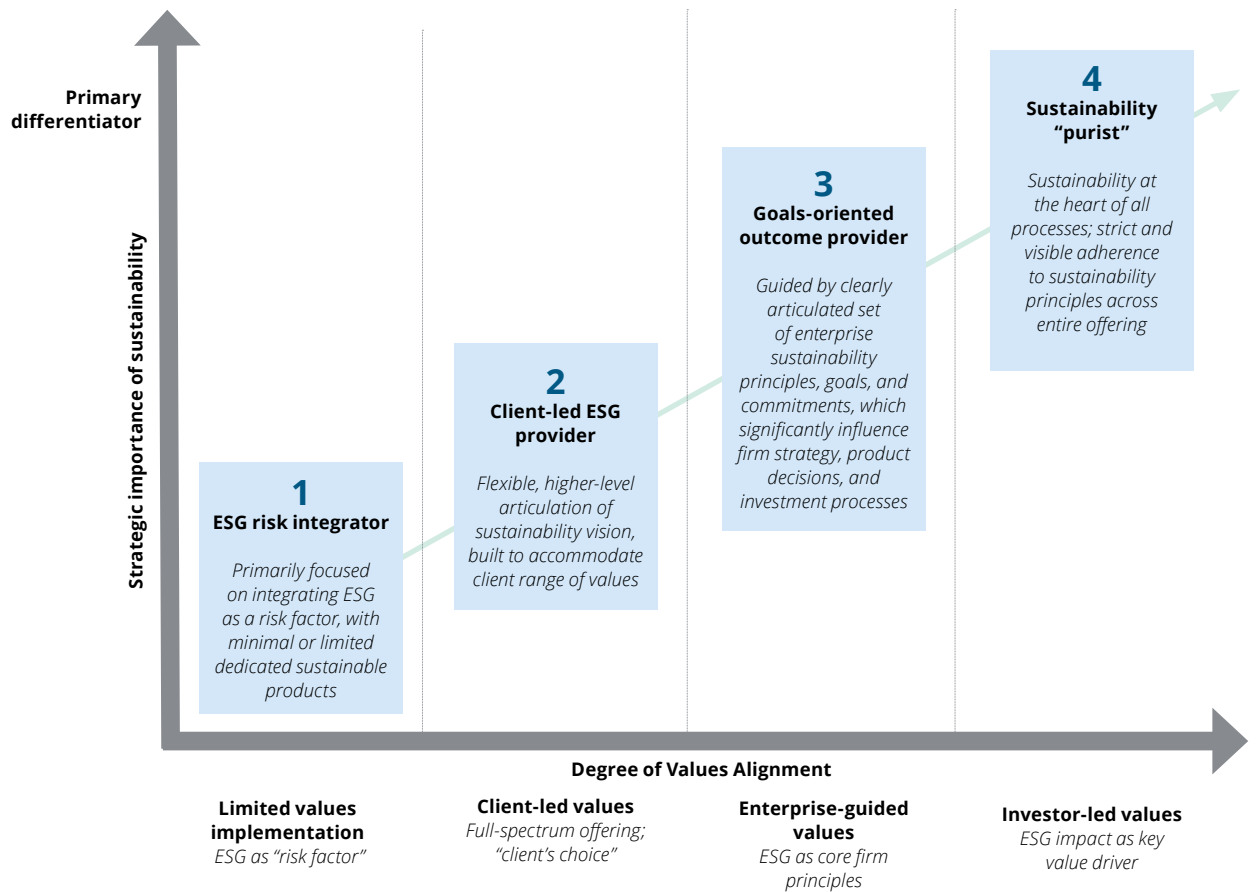 Primary
differentiator
Strategic importance of sustainability
1
ESG risk integrator
Primarily focused
on integrating ESG
as a risk factor, with
minimal or limited
dedicated sustainable
products
2
Client-led ESG
provider
Flexible, higher-level
articulation of
sustainability vision,
built to accommodate
client range of values
3
Goals-oriented
outcome provider
Guided by clearly
articulated set
of enterprise
sustainability
principles, goals, and
commitments, which
significantly influence
firm strategy, product
decisions, and
investment processes
4
Sustainability
“purist”
Sustainability at
the heart of all
processes; strict and
visible adherence
to sustainability
principles across
entire offering
Degree of Values Alignment
Limited values
implementation
ESG as “risk factor”
Client-led values
Full-spectrum offering;
“client’s choice”
Enterprise-guided
values
ESG as core firm
principles
Investor-led values
ESG impact as key
value driver